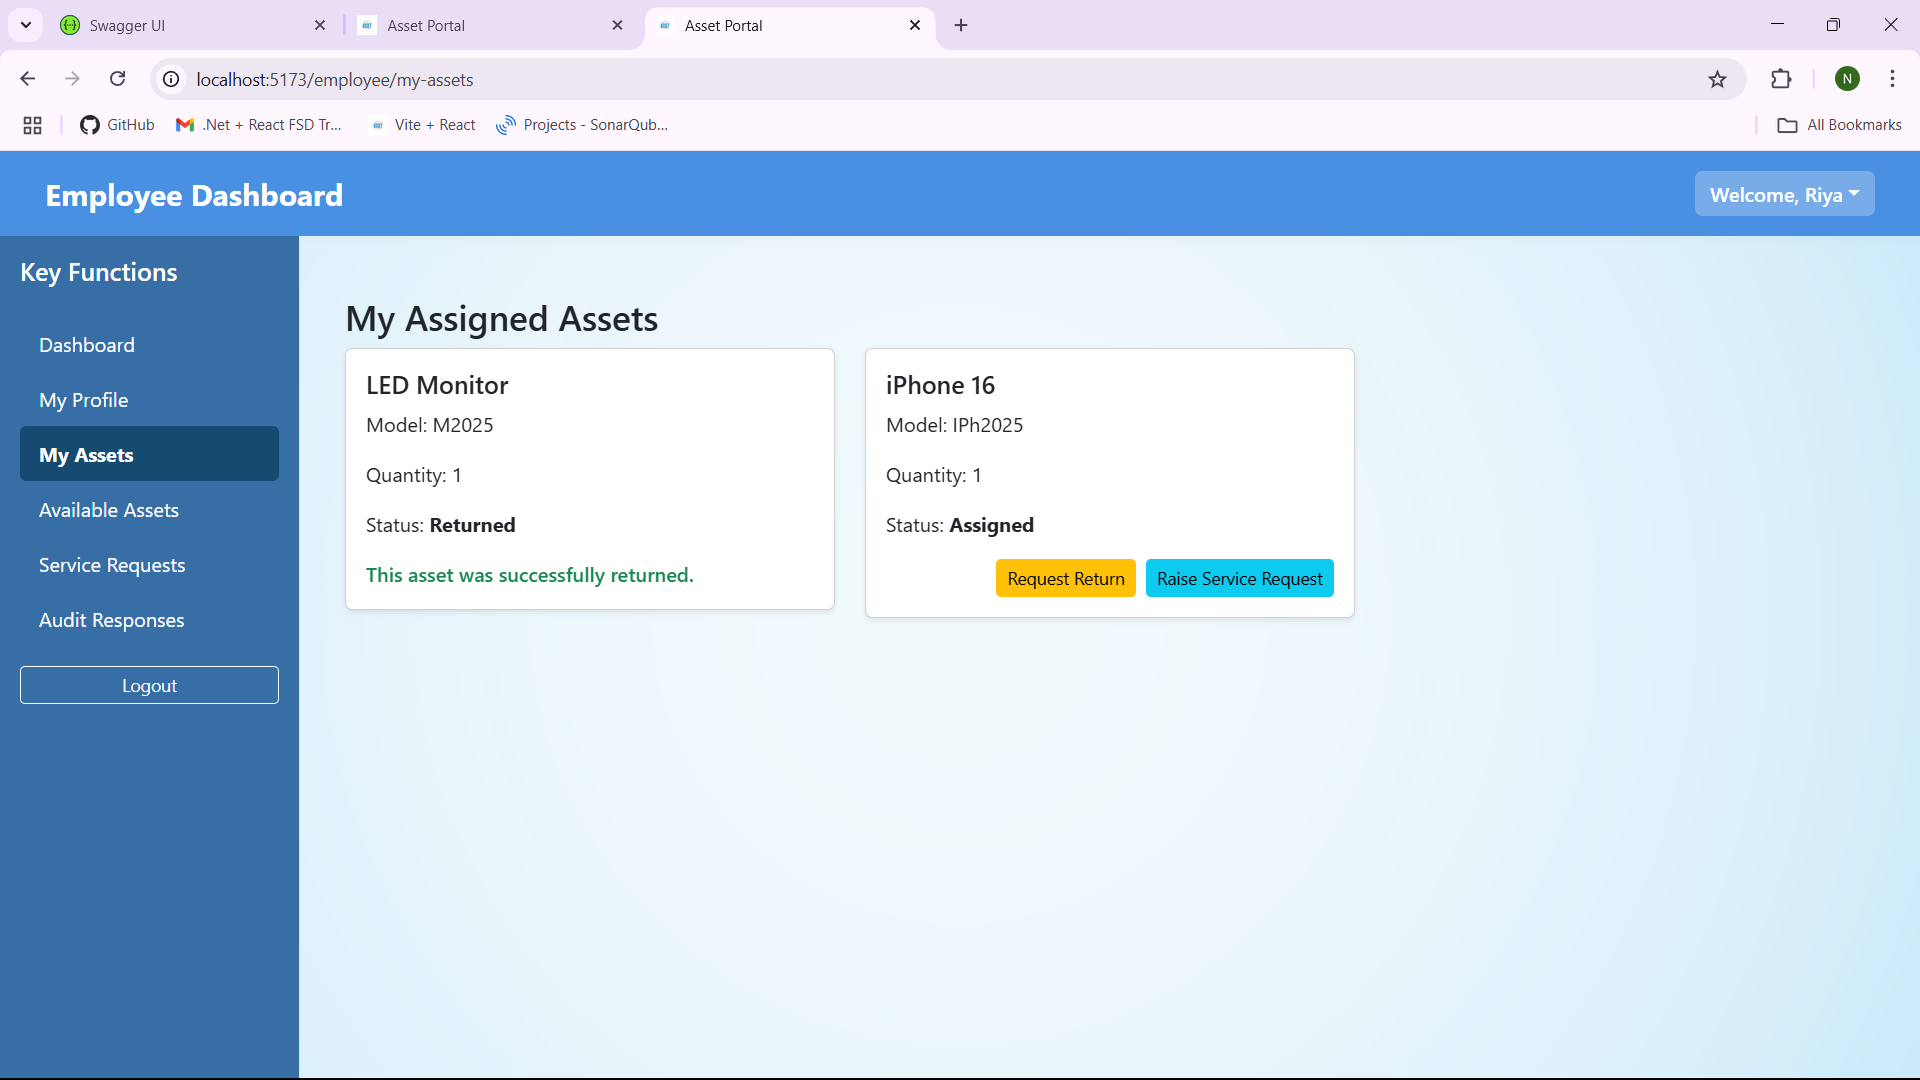 Swagger UI
Asset Portal
Asset Portal
localhost:5173/employee/my-assets
N
GitHub
.Net + React FSD Tr...
Vite + React
Projects - SonarQub...
All Bookmarks
Employee Dashboard
Welcome, Riya
Key Functions
Dashboard
My Profile
My Assets
Available Assets
Service Requests
Audit Responses
Logout
My Assigned Assets
LED Monitor
Model: M2025
Quantity: 1
Status: Returned
This asset was successfully returned.
iPhone 16
Model: IPh2025
Quantity: 1
Status: Assigned
Request Return
Raise Service Request